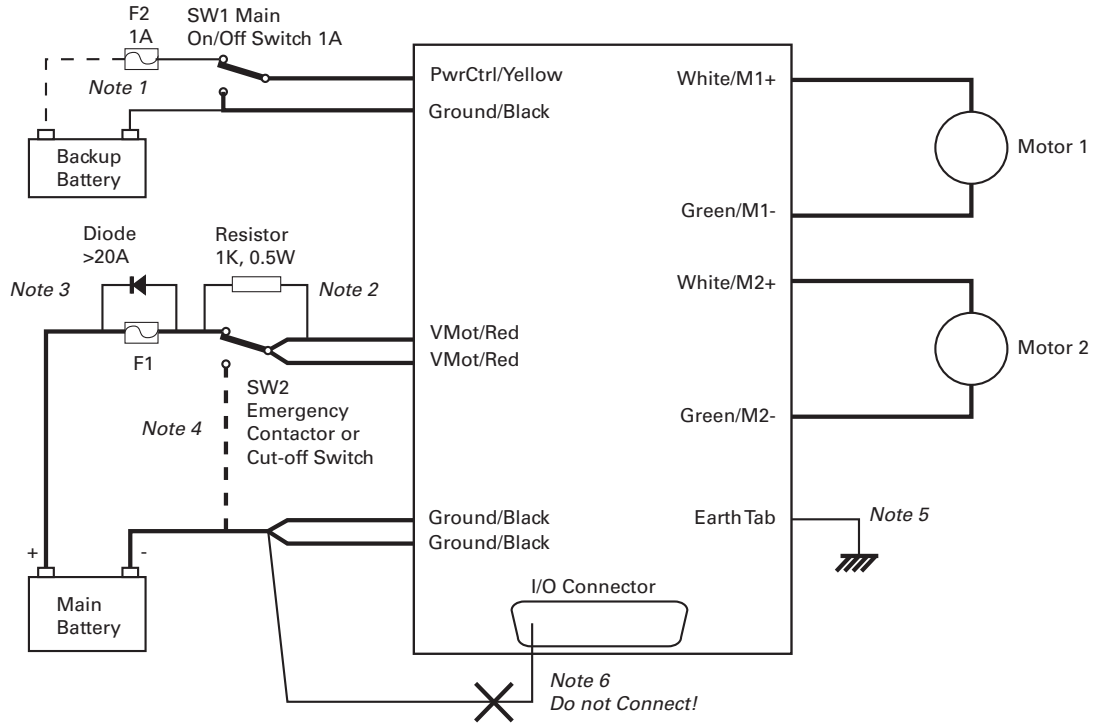 F2
1A
SW1 Main
On/Off Switch 1A
Note 1
Backup
Battery
PwrCtrl/Yellow
Ground/Black
White/M1+
Motor 1
Green/M1-
Diode
>20A
Resistor
1K, 0.5W
Note 3
Note 2
F1
VMot/Red
VMot/Red
White/M2+
Motor 2
Green/M2-
SW2
Emergency
Contactor or
Cut-off Switch
Note 4
Ground/Black
Ground/Black
Earth Tab
Note 5
+
-
Main
Battery
I/O Connector
Note 6
Do not Connect!